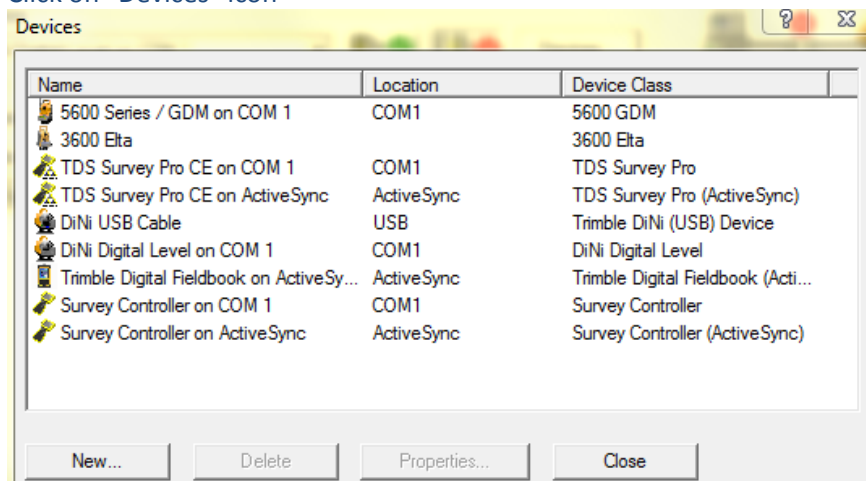 Click on "Devices" icon
Devices
Name Location Device Class
5600 Series / GDM on COM 1 COM1 5600 GDM
3600 Elta 3600 Elta
TDS Survey Pro CE on COM 1 COM1 TDS Survey Pro
TDS Survey Pro CE on ActiveSync ActiveSync TDS Survey Pro (ActiveSync)
DiNi USB Cable USB Trimble DiNi (USB) Device
DiNi Digital Level on COM 1 COM1 DiNi Digital Level
Trimble Digital Fieldbook on ActiveSy... ActiveSync Trimble Digital Fieldbook (Acti...
Survey Controller on COM 1 COM1 Survey Controller
Survey Controller on ActiveSync ActiveSync Survey Controller (ActiveSync)
New... Delete Properties... Close